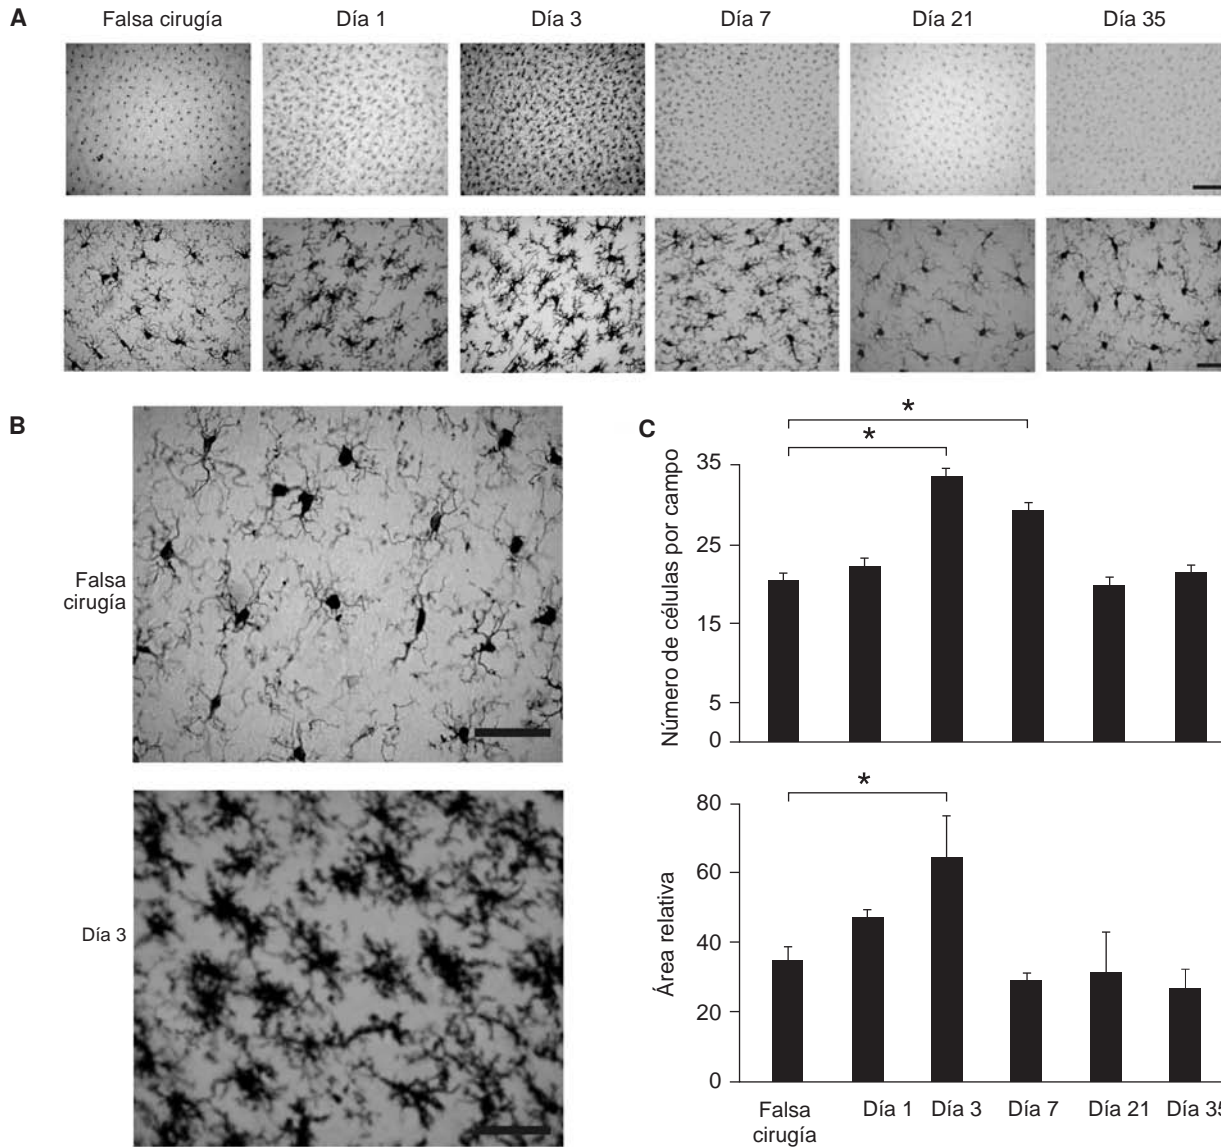 A
Falsa cirugía
Día 1
Día 3
Día 7
Día 21
Día 35
B
Falsa
cirugía
Día 3
C
*
*
Número de células por campo
35
25
15
5
0
*
Área relativa
80
60
40
20
0
Falsa
cirugía
Día 1
Día 3
Día 7
Día 21
Día 35